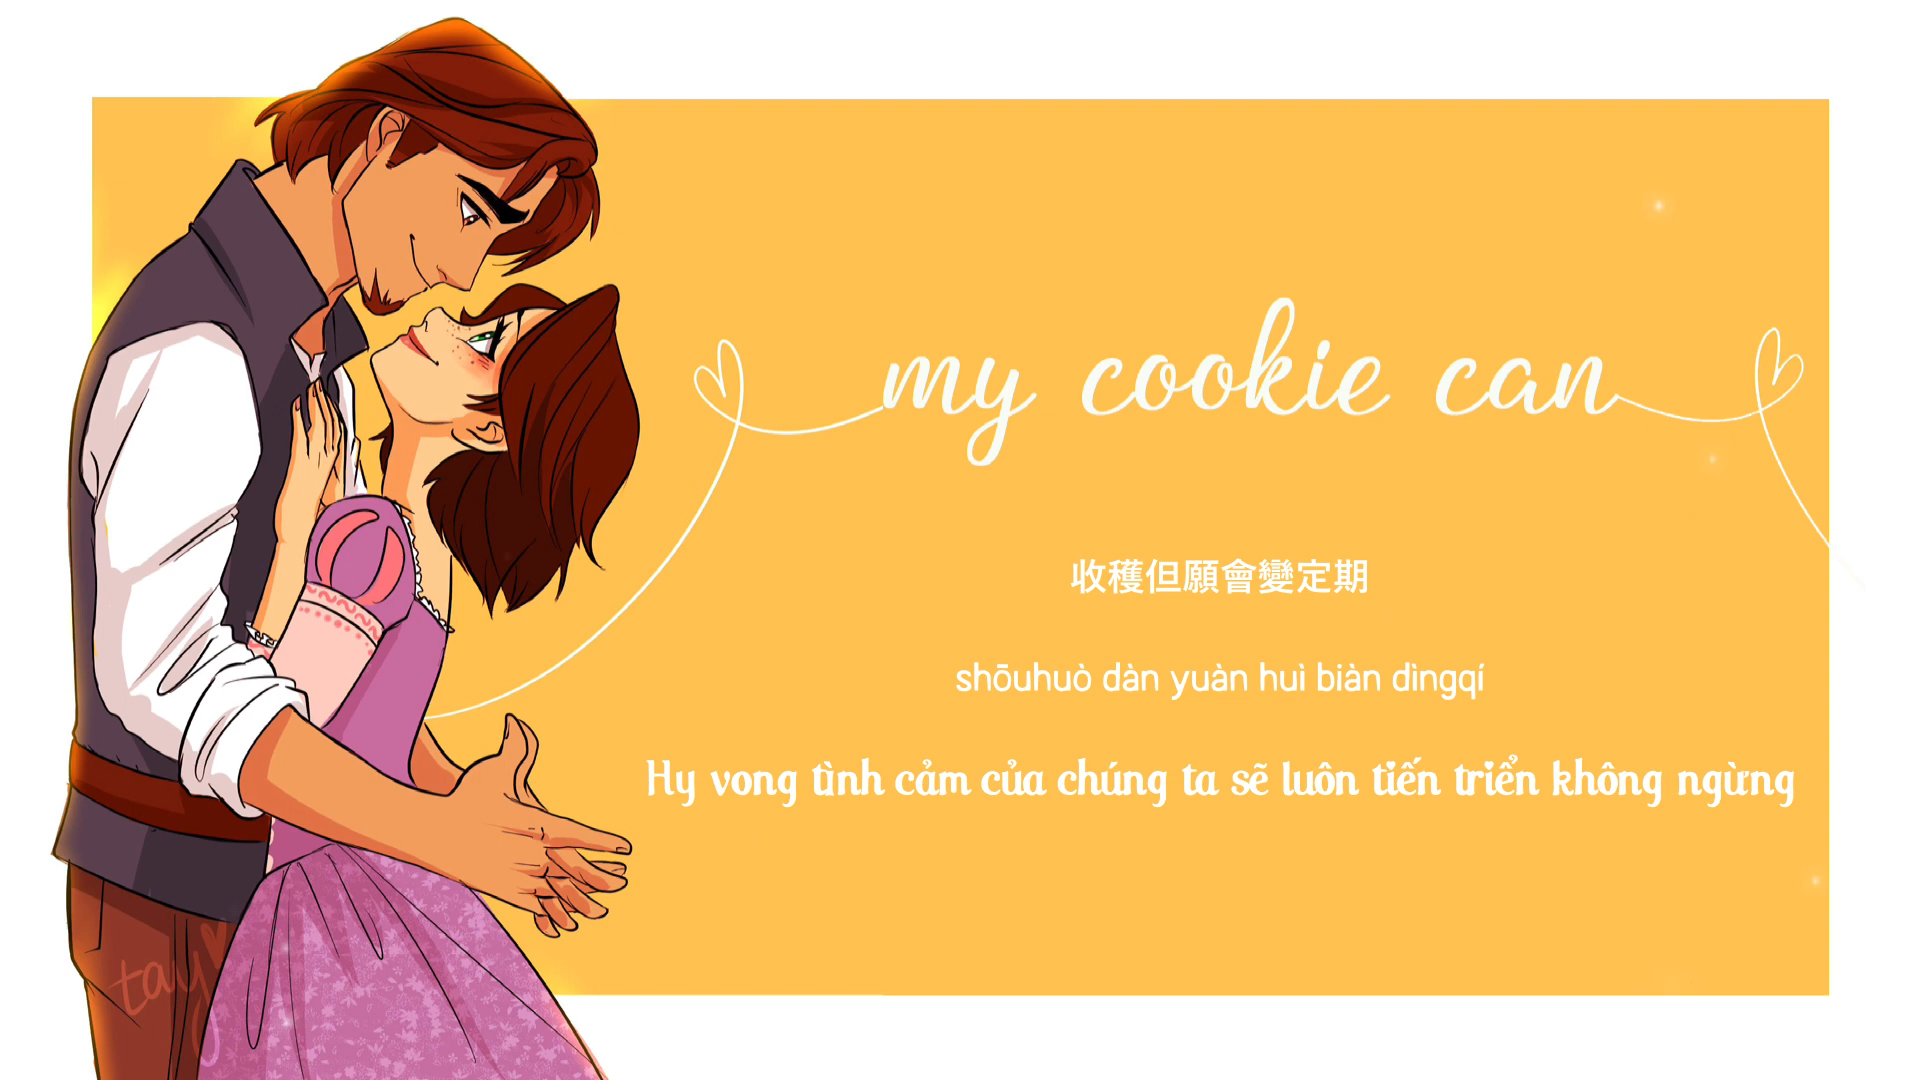 my cookie can
收穫但願會變定期
shōuhuò dàn yuàn huì biàn dìngqí
Hy vong tình cảm của chúng ta sẽ luôn tiến triển không ngừng
tay